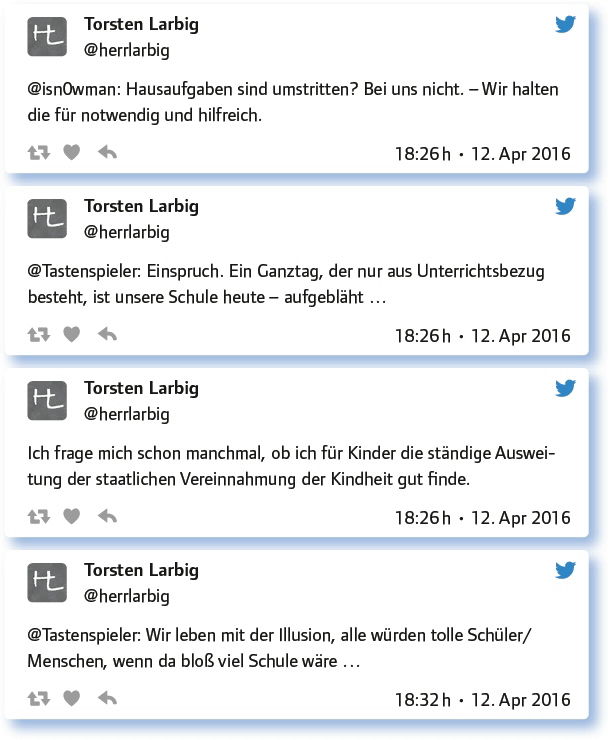 Torsten Larbig
@herrlarbig
@isn0wman: Hausaufgaben sind umstritten? Bei uns nicht. – Wir halten
die für notwendig und hilfreich.
18:26 h • 12. Apr 2016
Torsten Larbig
@herrlarbig
@Tastenspieler: Einspruch. Ein Ganztag, der nur aus Unterrichtsbezug
besteht, ist unsere Schule heute – aufgebläht …
18:26 h • 12. Apr 2016
Torsten Larbig
@herrlarbig
Ich frage mich schon manchmal, ob ich für Kinder die ständige Auswei-
tung der staatlichen Vereinnahmung der Kindheit gut finde.
18:26 h • 12. Apr 2016
Torsten Larbig
@herrlarbig
@Tastenspieler: Wir leben mit der Illusion, alle würden tolle Schüler/
Menschen, wenn da bloß viel Schule wäre …
18:32 h • 12. Apr 2016